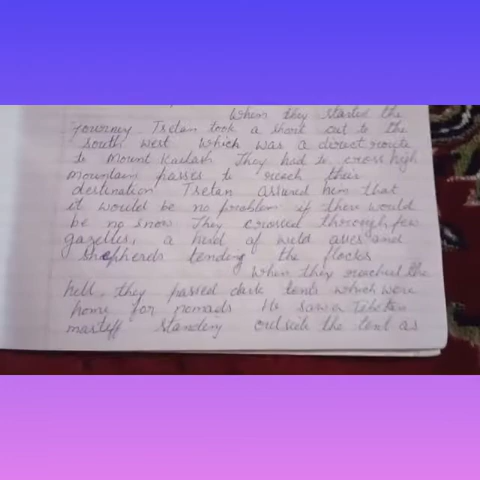 When they started the
journey Tsetan took a short cut to the
south west which was a direct route
to Mount Kailash They had to cross high
mountain passes to reach their
destination Tsetan assured him that
it would be no problem if there would
be no snow They crossed through few
gazelles, a herd of wild asses and
shepherds tending the flocks
When they reached the
hell, they passed dark tents which were
home for nomads He saw a Tibetan
mastiff standing outside the tent as